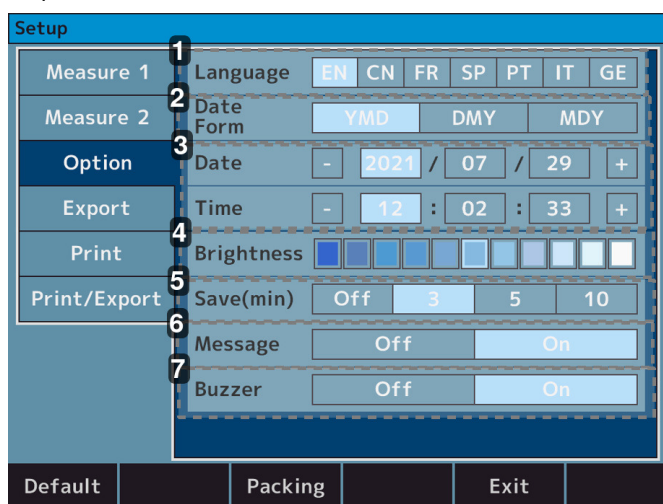 Setup
Measure 1
Measure 2
Option
Export
Print
Print/Export
1
Language EN CN FR SP PT IT GE
2
Date
Form YMD DMY MDY
3
Date - 2021 / 07 / 29 +
Time - 12 : 02 : 33 +
4
Brightness
5
Save(min) Off 3 5 10
6
Message Off On
7
Buzzer Off On
Default Packing Exit